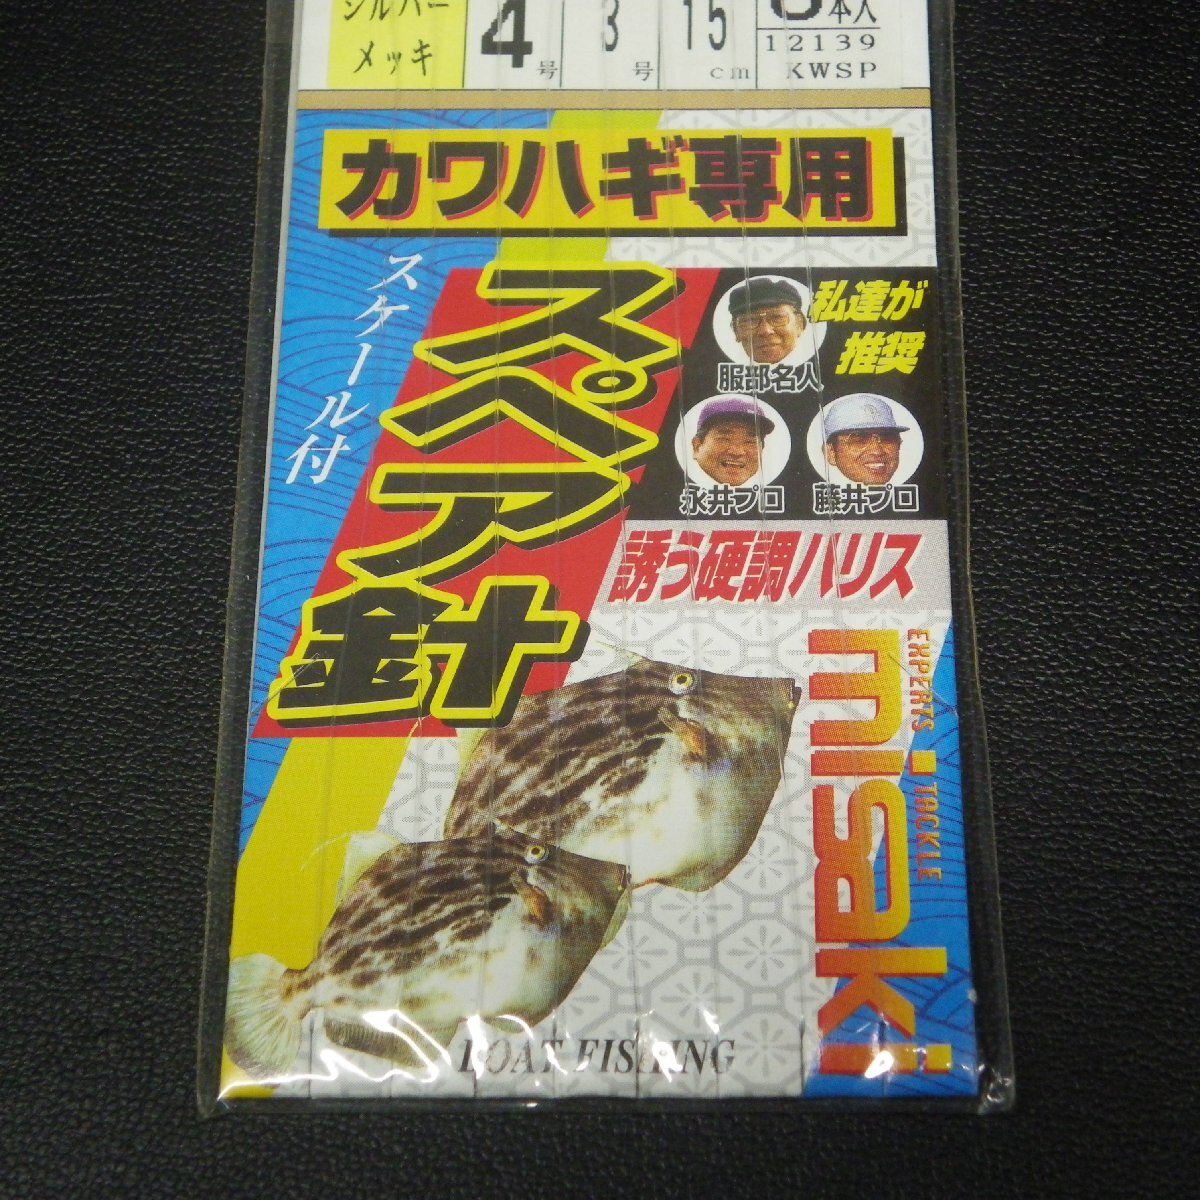 シルバー
メッキ
4号
3号
15cm
本入
12139
KWSP
カワハギ専用
スケール付
スペア針
私達が
推奨
服部名人
永井プロ
藤井プロ
誘う硬調ハリス
misaki
EXPERTS TACKLE
BOAT FISHING